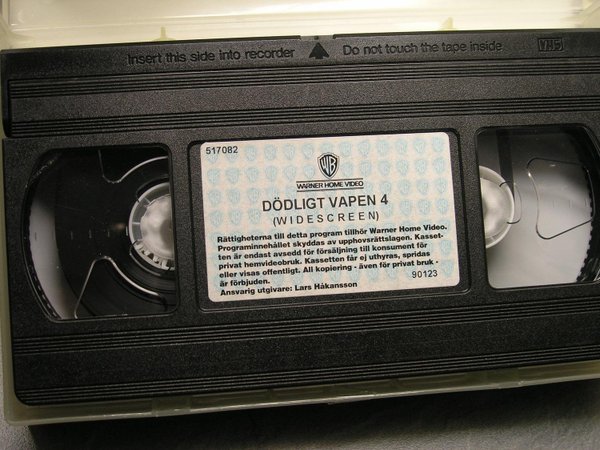 Insert this side into recorder Do not touch the tape inside VHS
517082
WB
WARNER HOME VIDEO
DÖDLIGT VAPEN 4
(WIDESCREEN)
Rättigheterna till detta program tillhör Warner Home Video.
Programinnehållet skyddas av upphovsrättslagen. Kasset-
ten är endast avsedd för försäljning till konsument för
privat hemvideobruk. Kassetten får ej uthyras, spridas
eller visas offentligt. All kopiering - även för privat bruk -
är förbjuden. 90123
Ansvarig utgivare: Lars Håkansson